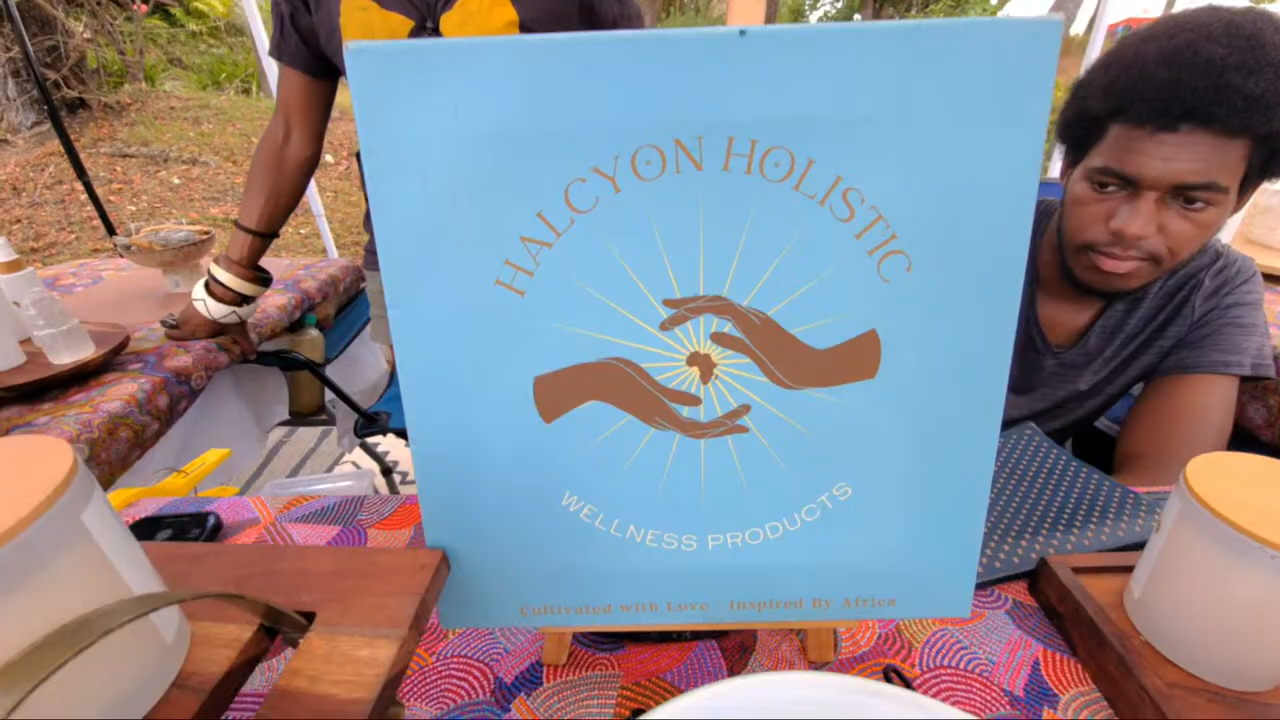 HALCYON HOLISTIC
WELLNESS PRODUCTS
Cultivated with Love - Inspired By Africa